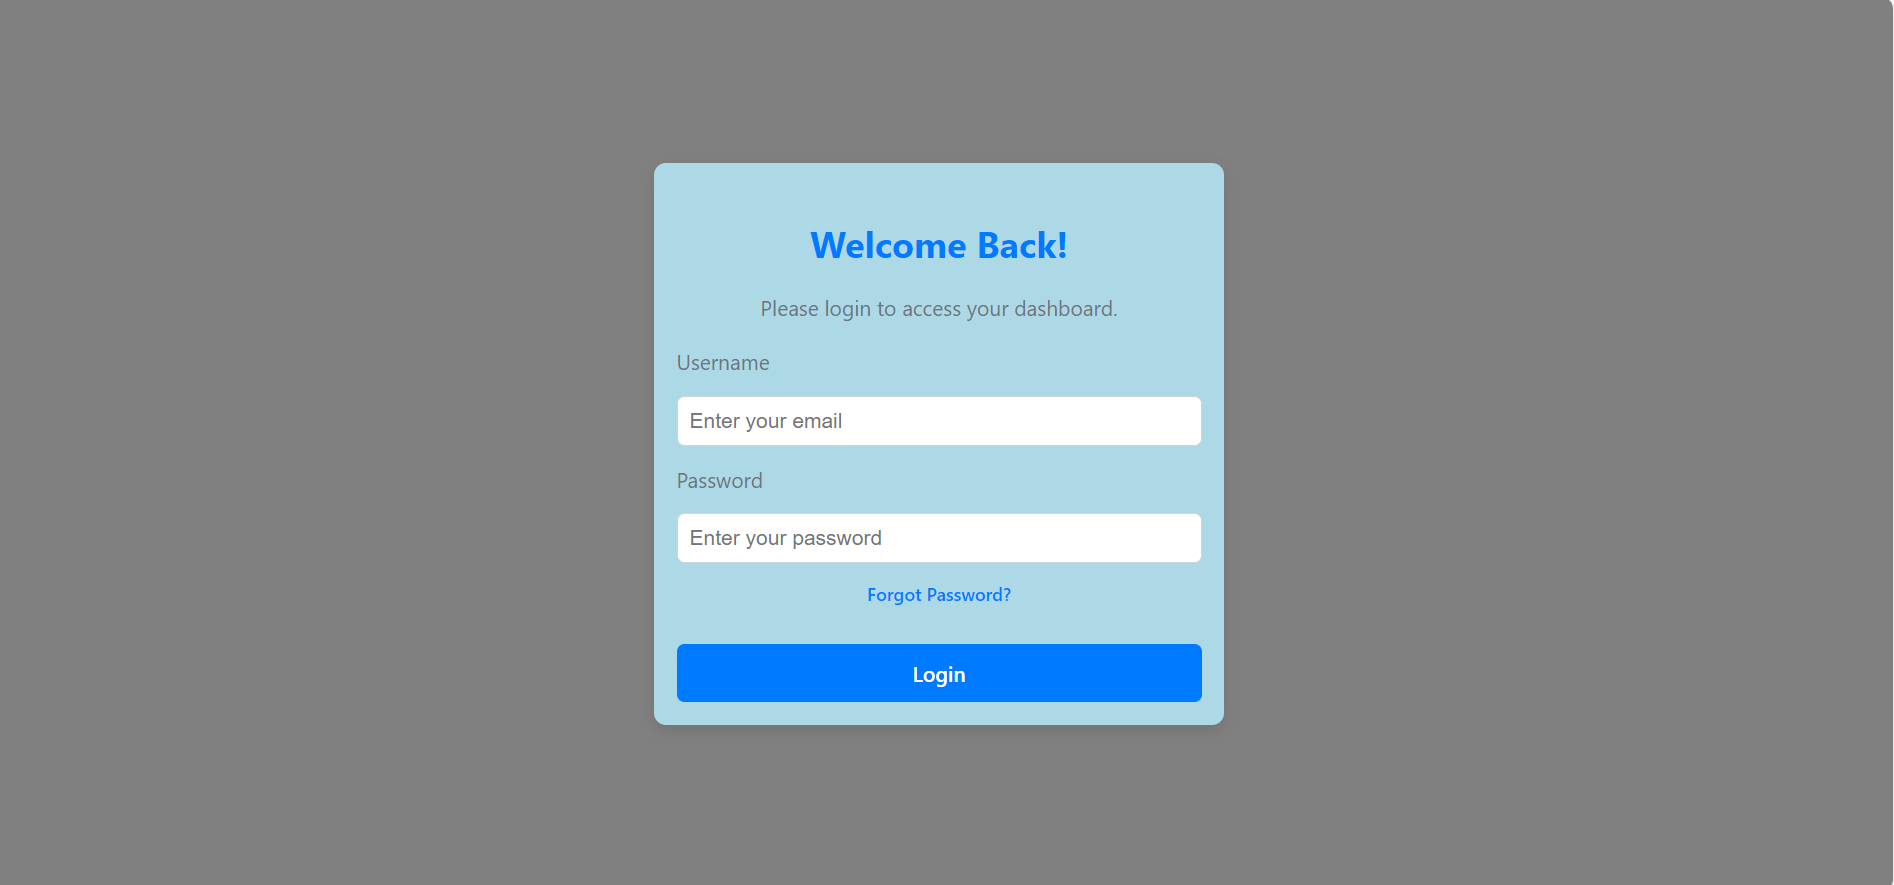 Welcome Back!
Please login to access your dashboard.
Username
Enter your email
Password
Enter your password
Forgot Password?
Login